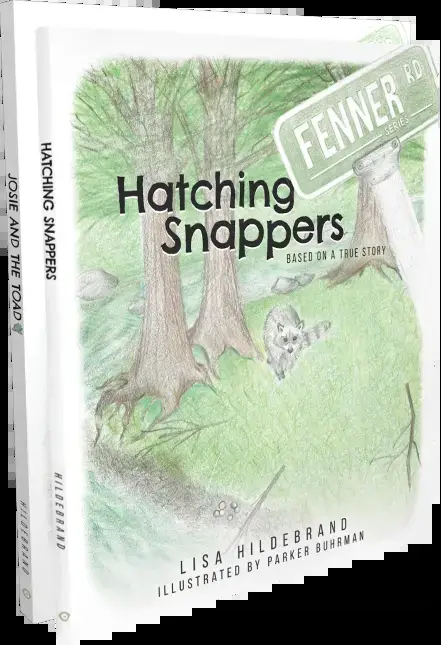 FENNER RD
SERIES
Hatching
Snappers
BASED ON A TRUE STORY
LISA HILDEBRAND
ILLUSTRATED BY PARKER BUHRMAN
HATCHING SNAPPERS
HILDEBRAND
JOSIE AND THE TOAD
HILDEBRAND